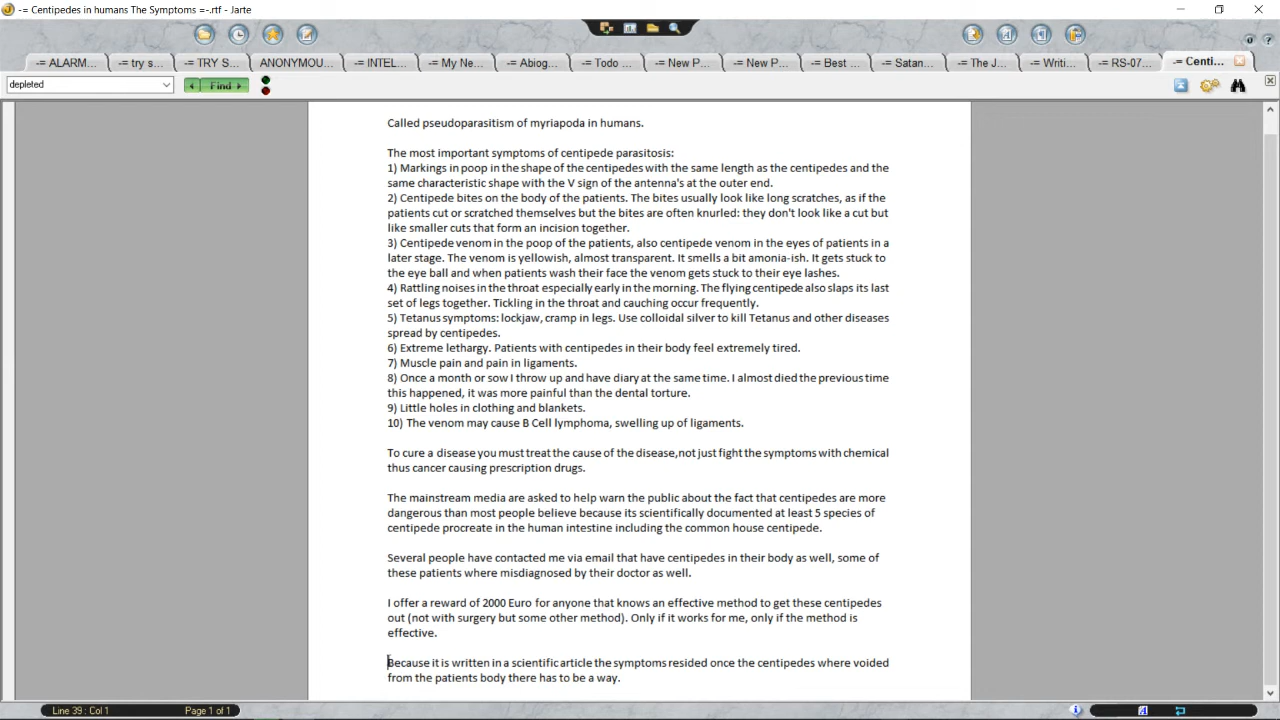 -= Centipedes in humans The Symptoms =-.rtf - Jarte
-= ALARM...
-= try s...
-= TRY S...
ANONYMOU...
-= INTEL...
-= My Ne...
-= Abiog...
-= Todo ...
-= New P...
-= New P...
-= Best ...
-= Satan...
-= The J...
-= Writi...
-= RS-07...
-= Centi...
depleted
Find
Called pseudoparasitism of myriapoda in humans.
The most important symptoms of centipede parasitosis:
1) Markings in poop in the shape of the centipedes with the same length as the centipedes and the
same characteristic shape with the V sign of the antenna's at the outer end.
2) Centipede bites on the body of the patients. The bites usually look like long scratches, as if the
patients cut or scratched themselves but the bites are often knurled: they don't look like a cut but
like smaller cuts that form an incision together.
3) Centipede venom in the poop of the patients, also centipede venom in the eyes of patients in a
later stage. The venom is yellowish, almost transparent. It smells a bit amonia-ish. It gets stuck to
the eye ball and when patients wash their face the venom gets stuck to their eye lashes.
4) Rattling noises in the throat especially early in the morning. The flying centipede also slaps its last
set of legs together. Tickling in the throat and cauching occur frequently.
5) Tetanus symptoms: lockjaw, cramp in legs. Use colloidal silver to kill Tetanus and other diseases
spread by centipedes.
6) Extreme lethargy. Patients with centipedes in their body feel extremely tired.
7) Muscle pain and pain in ligaments.
8) Once a month or sow I throw up and have diary at the same time. I almost died the previous time
this happened, it was more painful than the dental torture.
9) Little holes in clothing and blankets.
10) The venom may cause B Cell lymphoma, swelling up of ligaments.
To cure a disease you must treat the cause of the disease,not just fight the symptoms with chemical
thus cancer causing prescription drugs.
The mainstream media are asked to help warn the public about the fact that centipedes are more
dangerous than most people believe because its scientifically documented at least 5 species of
centipede procreate in the human intestine including the common house centipede.
Several people have contacted me via email that have centipedes in their body as well, some of
these patients where misdiagnosed by their doctor as well.
I offer a reward of 2000 Euro for anyone that knows an effective method to get these centipedes
out (not with surgery but some other method). Only if it works for me, only if the method is
effective.
Because it is written in a scientific article the symptoms resided once the centipedes where voided
from the patients body there has to be a way.
Line 39 : Col 1
Page 1 of 1